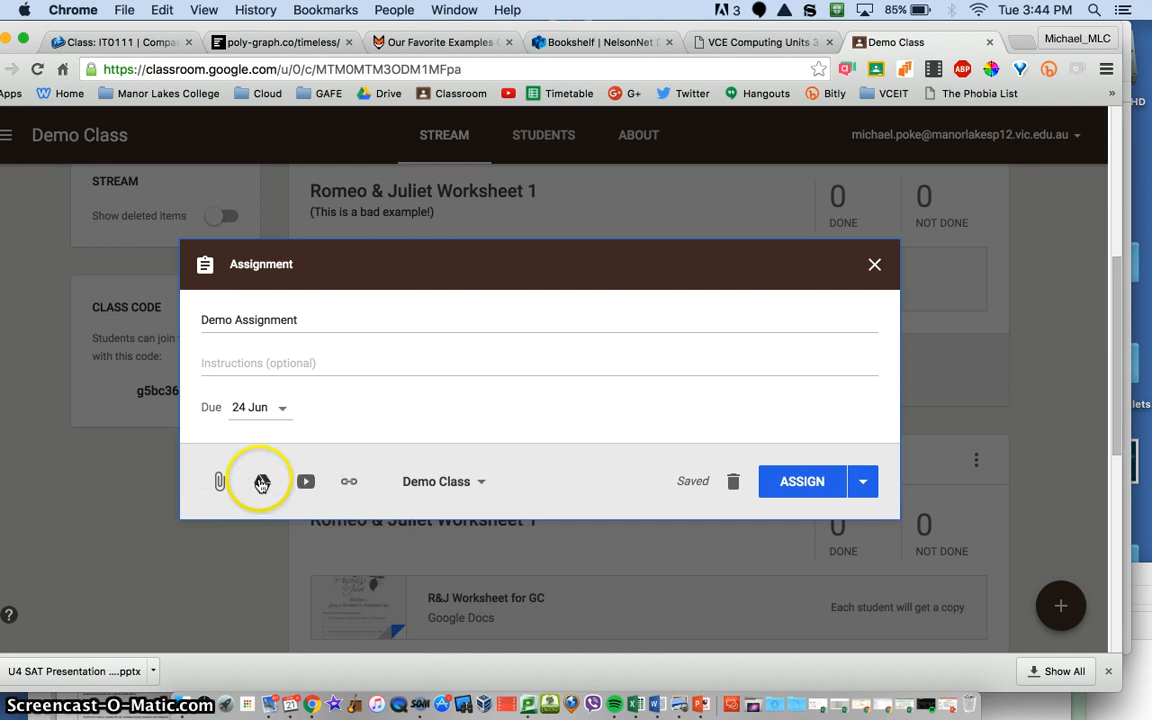 Chrome File Edit View History Bookmarks People Window Help 3 85% Tue 3:44 PM
Class: IT0111 | Compas poly-graph.co/timeless/ Our Favorite Examples O Bookshelf | NelsonNet D VCE Computing Units 3 Demo Class Michael_MLC
https://classroom.google.com/u/0/c/MTM0MTM3ODM1MFpa
Apps Home Manor Lakes College Cloud GAFE Drive Classroom Timetable G+ Twitter Hangouts Bitly VCEIT The Phobia List »
HD
Demo Class STREAM STUDENTS ABOUT michael.poke@manorlakesp12.vic.edu.au
STREAM
Show deleted items
Romeo & Juliet Worksheet 1
(This is a bad example!)
0 0
DONE NOT DONE
Assignment
CLASS CODE
Students can join
with this code:
g5bc36
Demo Assignment
Instructions (optional)
Due 24 Jun
Demo Class Saved ASSIGN
lets
Romeo & Juliet Worksheet 1
0 0
DONE NOT DONE
R&J Worksheet for GC
Google Docs
Each student will get a copy
U4 SAT Presentation ....pptx Show All
Screencast-O-Matic.com